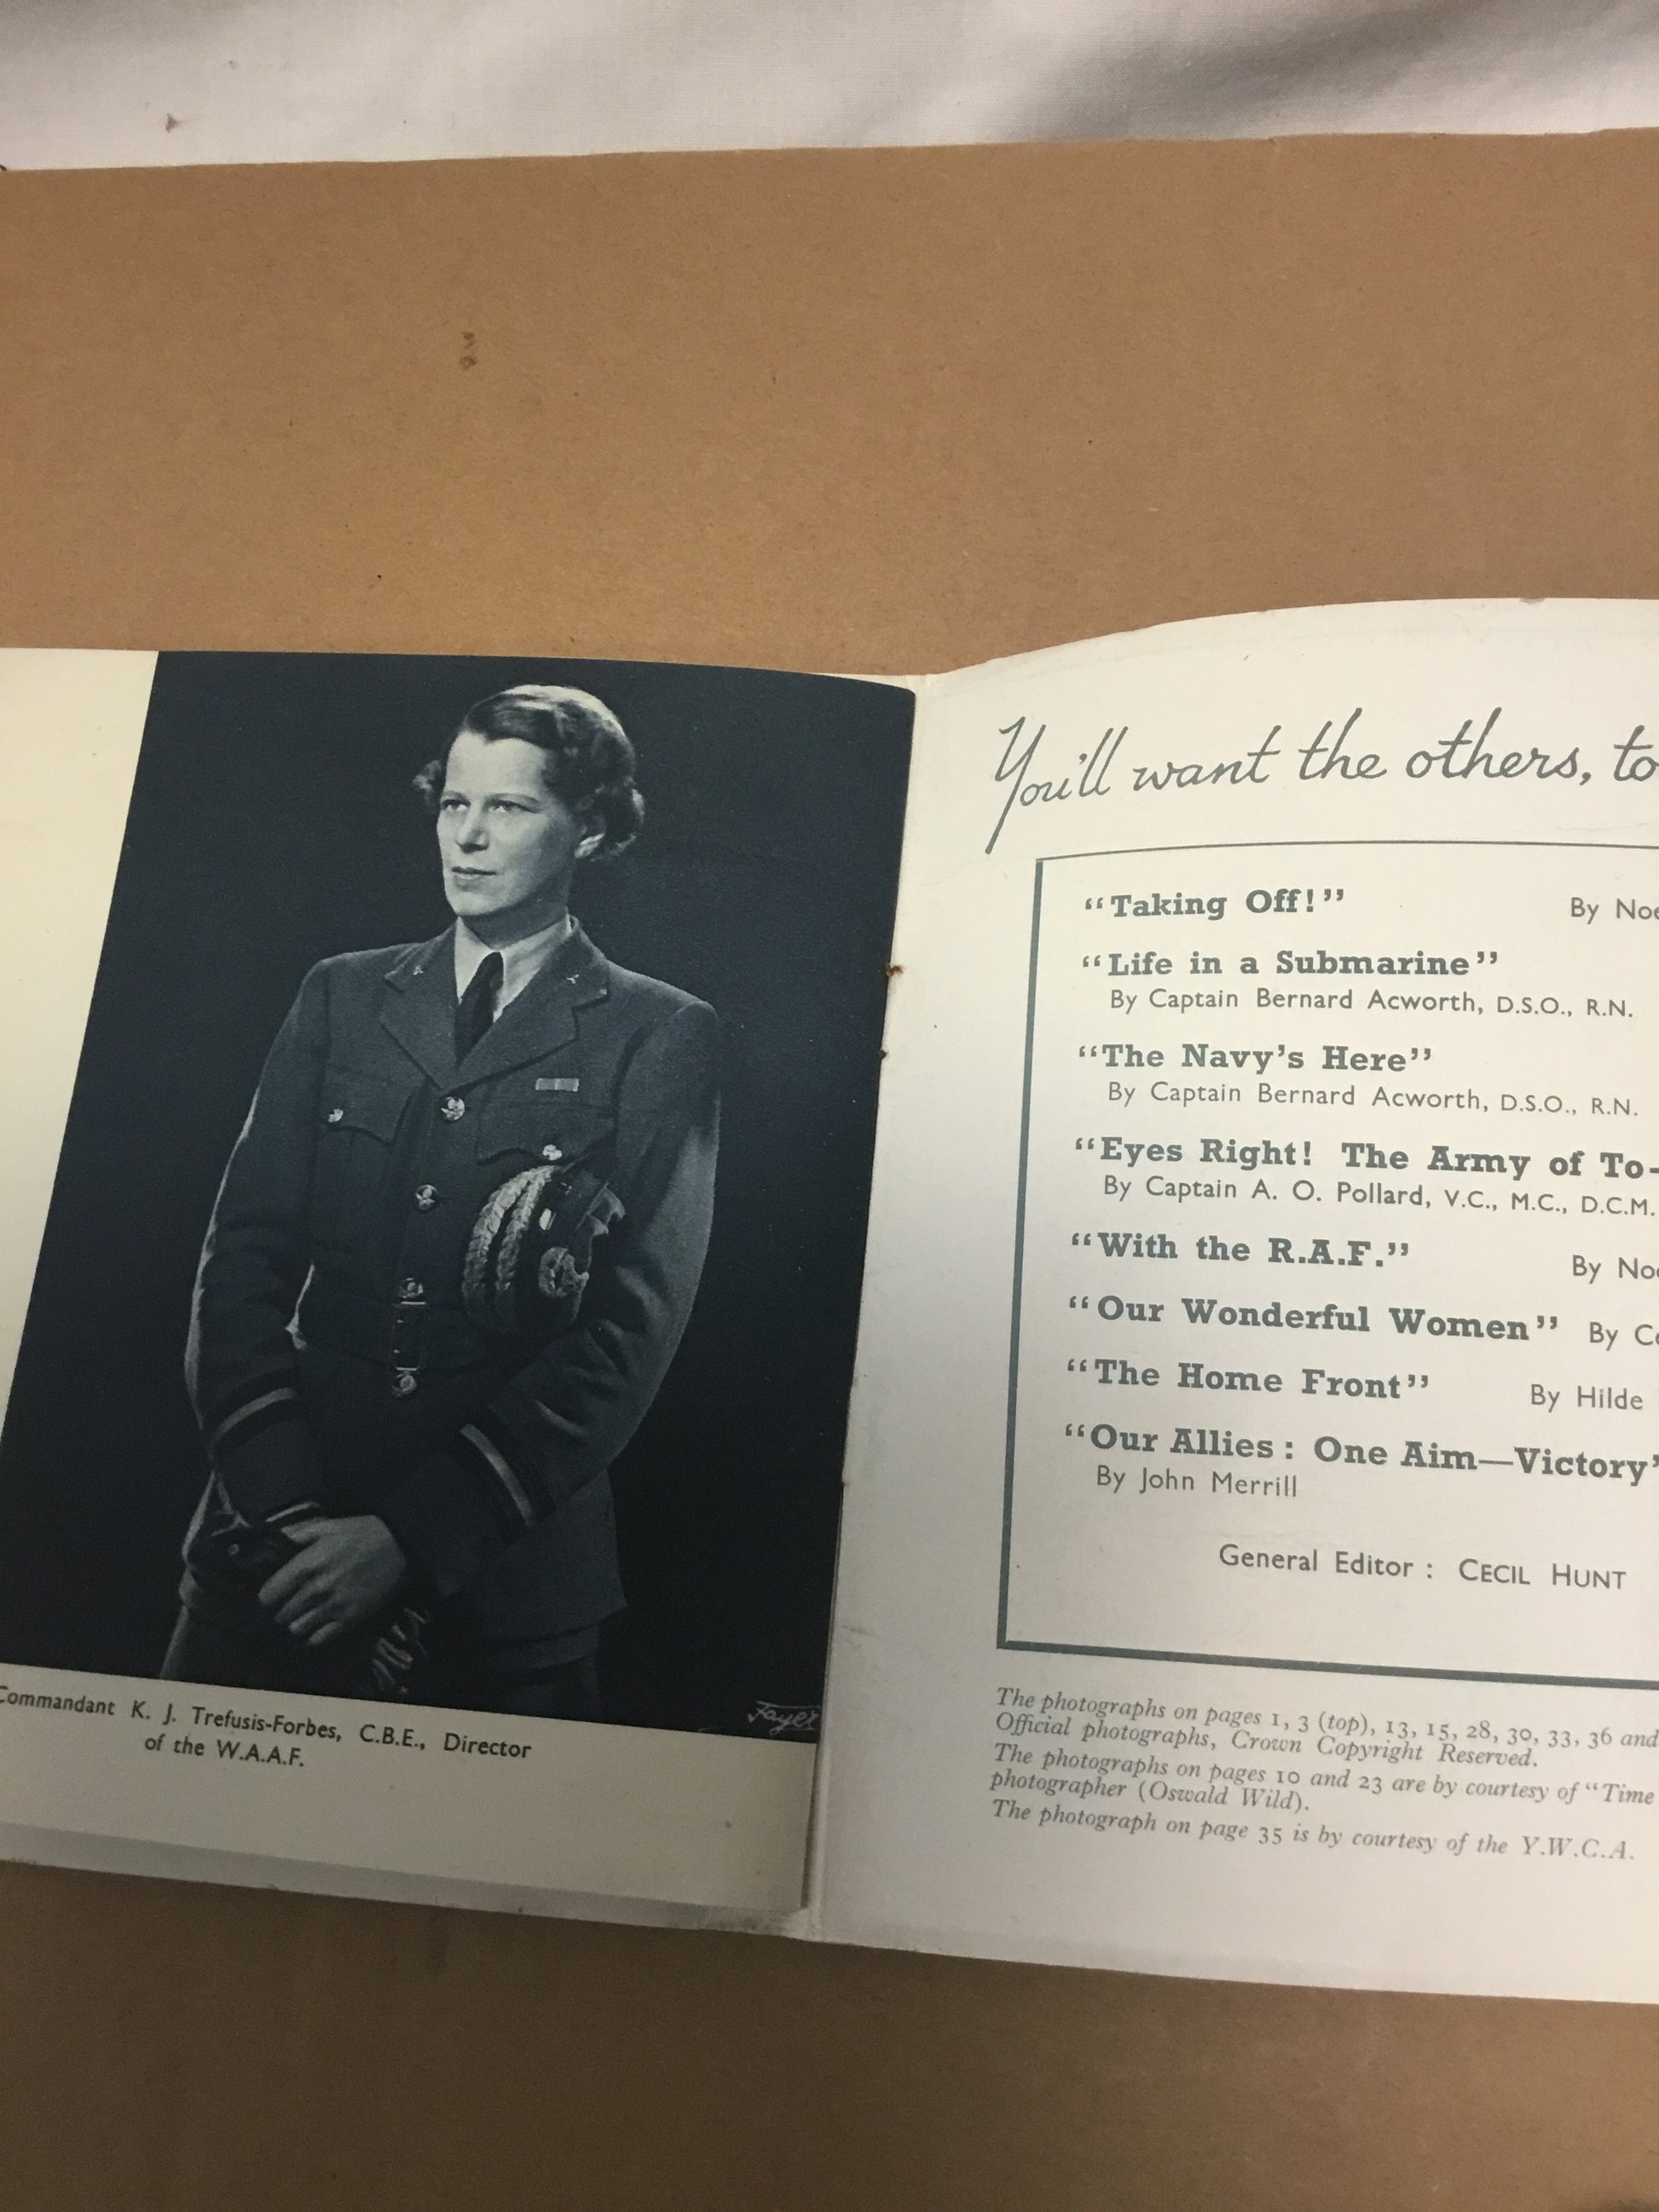 Fayer
Commandant K. J. Trefusis-Forbes, C.B.E., Director
of the W.A.A.F.
You'll want the others, to
“Taking Off!” By Noe
“Life in a Submarine”
By Captain Bernard Acworth, D.S.O., R.N.
“The Navy’s Here”
By Captain Bernard Acworth, D.S.O., R.N.
“Eyes Right! The Army of To-
By Captain A. O. Pollard, V.C., M.C., D.C.M.
“With the R.A.F.” By No
“Our Wonderful Women” By C
“The Home Front” By Hilde
“Our Allies: One Aim—Victory”
By John Merrill
General Editor: CECIL HUNT
The photographs on pages 1, 3 (top), 13, 15, 28, 30, 33, 36 and
Official photographs, Crown Copyright Reserved.
The photographs on pages 10 and 23 are by courtesy of “Time
photographer (Oswald Wild).
The photograph on page 35 is by courtesy of the Y.W.C.A.